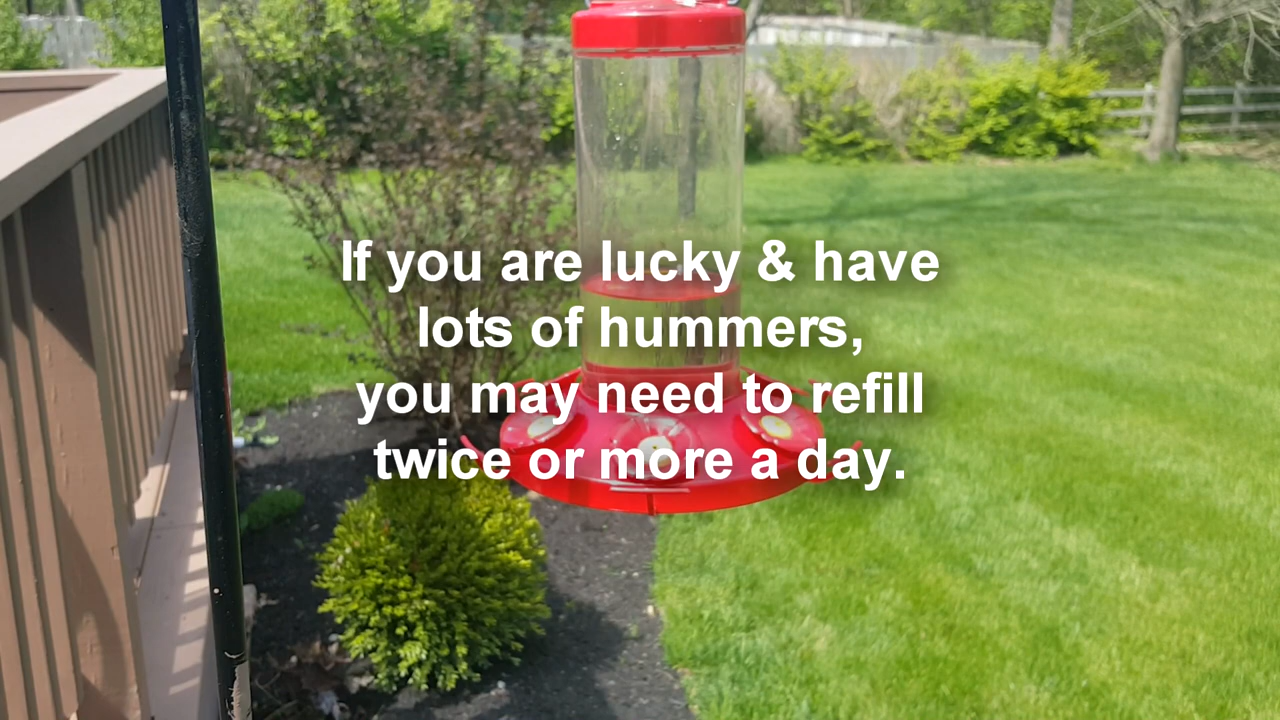 If you are lucky & have
lots of hummers,
you may need to refill
twice or more a day.